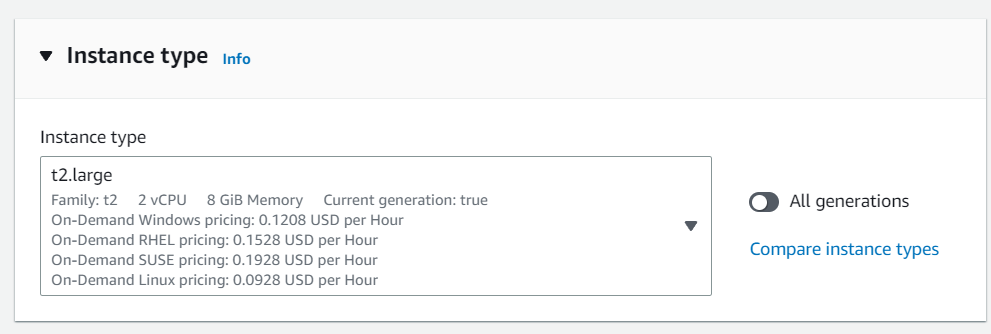 Instance type Info
Instance type
t2.large
Family: t2 2 vCPU 8 GiB Memory Current generation: true
On-Demand Windows pricing: 0.1208 USD per Hour
On-Demand RHEL pricing: 0.1528 USD per Hour
On-Demand SUSE pricing: 0.1928 USD per Hour
On-Demand Linux pricing: 0.0928 USD per Hour
All generations
Compare instance types